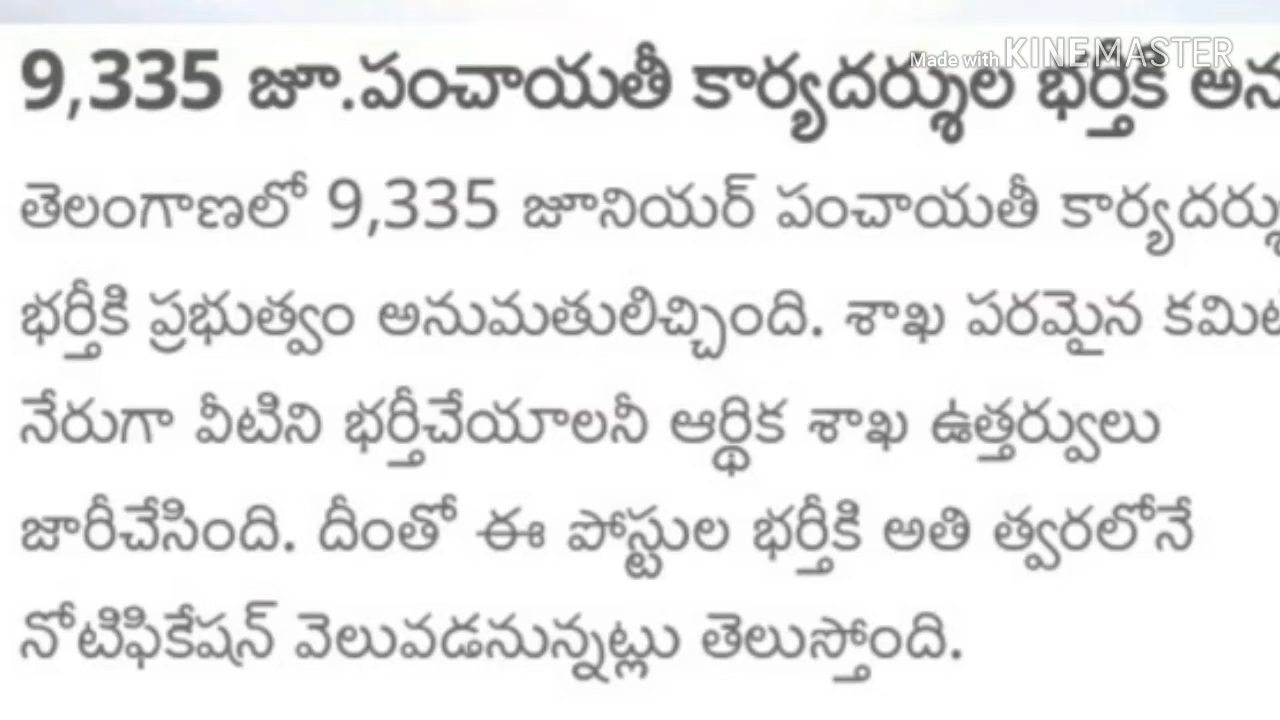 Made with KINEMASTER
9,335 జూ.పంచాయతీ కార్యదర్శుల భర్తీకి
తెలంగాణలో 9,335 జూనియర్ పంచాయతీ
భర్తీకి ప్రభుత్వం అనుమతులిచ్చింది. శాఖ పరమైన
నేరుగా వీటిని భర్తీచేయాలనీ ఆర్థిక శాఖ ఉత్తర్వులు
జారీచేసింది. దీంతో ఈ పోస్టుల భర్తీకి అతి త్వరలోనే
నోటిఫికేషన్ వెలువడనున్నట్లు తెలుస్తోంది.